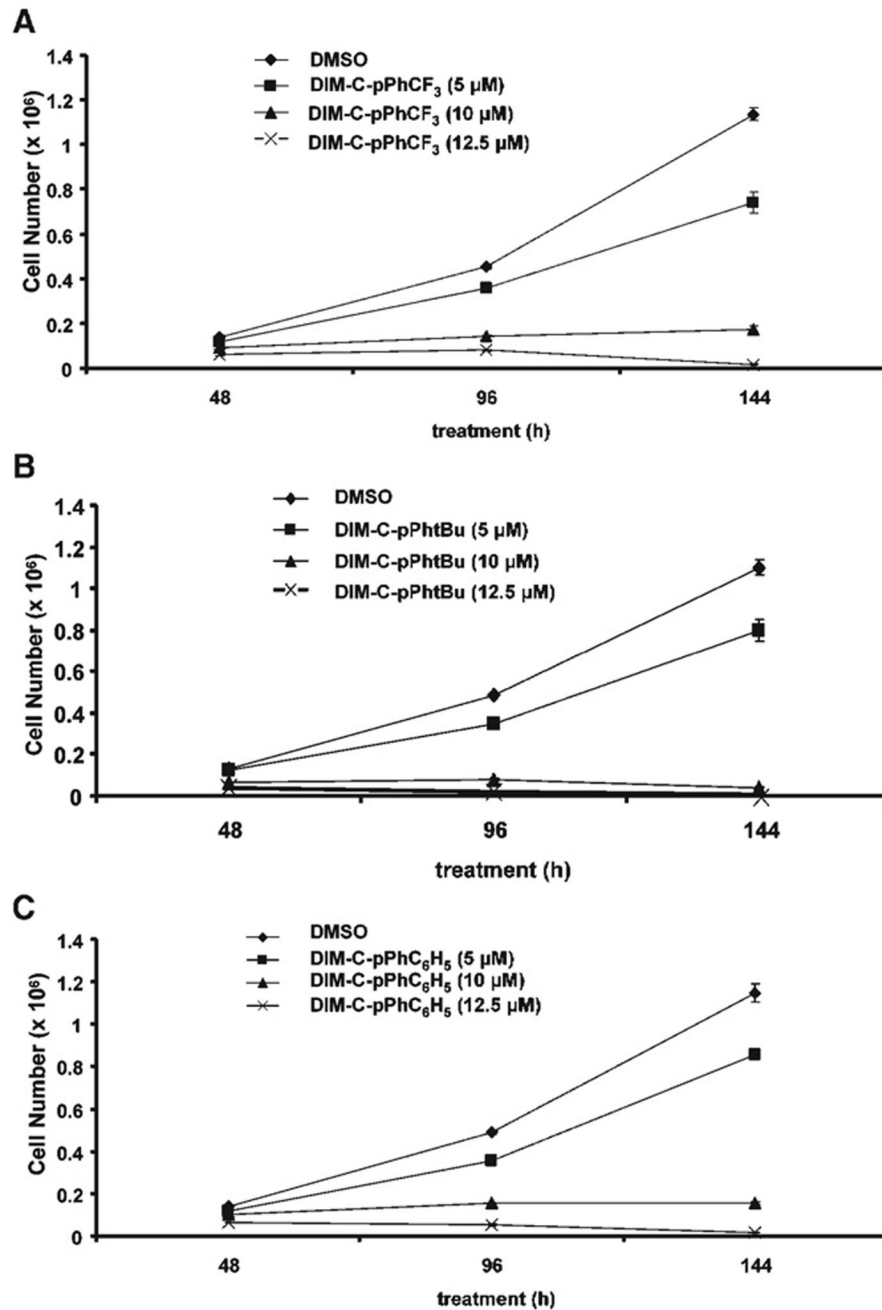 A
1.4
1.2
1
0.8
0.6
0.4
0.2
0
Cell Number (x 10⁶)
DMSO
DIM-C-pPhCF₃ (5 µM)
DIM-C-pPhCF₃ (10 µM)
DIM-C-pPhCF₃ (12.5 µM)
48 96 144
treatment (h)
B
1.4
1.2
1
0.8
0.6
0.4
0.2
0
Cell Number (x 10⁶)
DMSO
DIM-C-pPhtBu (5 µM)
DIM-C-pPhtBu (10 µM)
DIM-C-pPhtBu (12.5 µM)
48 96 144
treatment (h)
C
1.4
1.2
1
0.8
0.6
0.4
0.2
0
Cell Number (x 10⁶)
DMSO
DIM-C-pPhC₆H₅ (5 µM)
DIM-C-pPhC₆H₅ (10 µM)
DIM-C-pPhC₆H₅ (12.5 µM)
48 96 144
treatment (h)